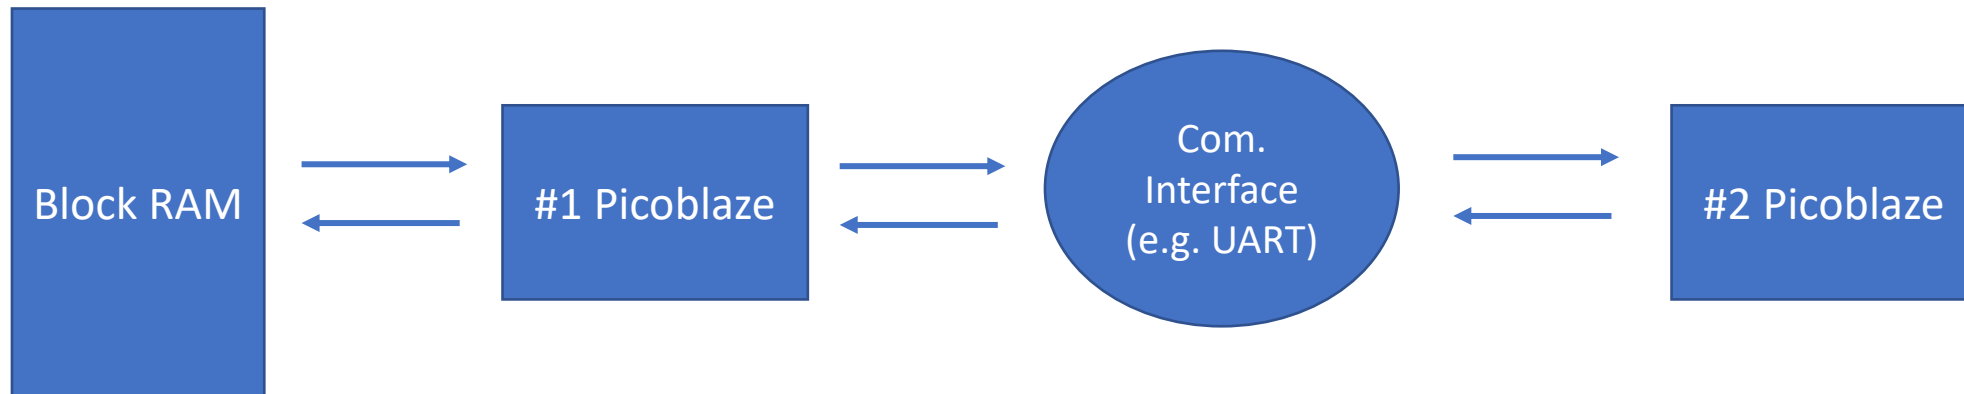 Block RAM
#1 Picoblaze
Com.
Interface
(e.g. UART)
#2 Picoblaze